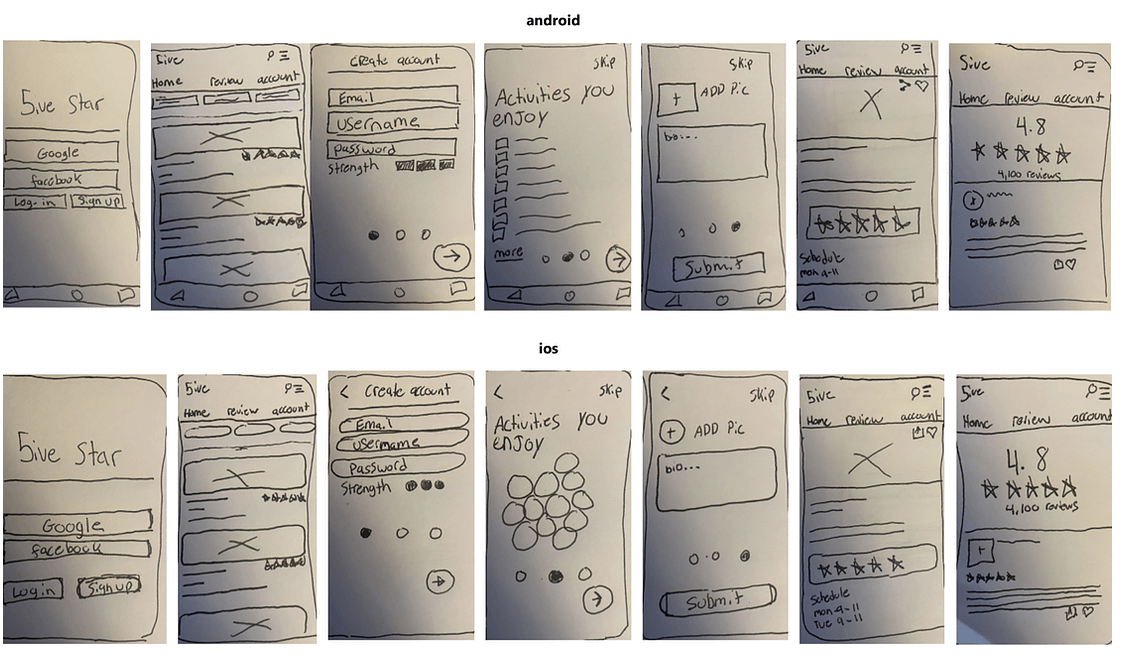 android
5ive Star
Google
facebook
Log-in
Sign up
5ive
Home review account
create account
Email
username
password
Strength
Skip
Activities you
enjoy
more
Skip
ADD Pic
bio...
Submit
5ive
Home review account
Schedule
mon 9-11
5ive
Home review account
4.8
4,100 reviews
ios
5ive Star
Google
facebook
Log in
Sign up
5ive
Home review account
< Create account
Email
username
password
Strength
< Skip
Activities you
enjoy
< Skip
ADD Pic
bio...
Submit
5ive
Home review account
Schedule
mon 9-11
Tue 9-11
5ive
Home review account
4.8
4,100 reviews